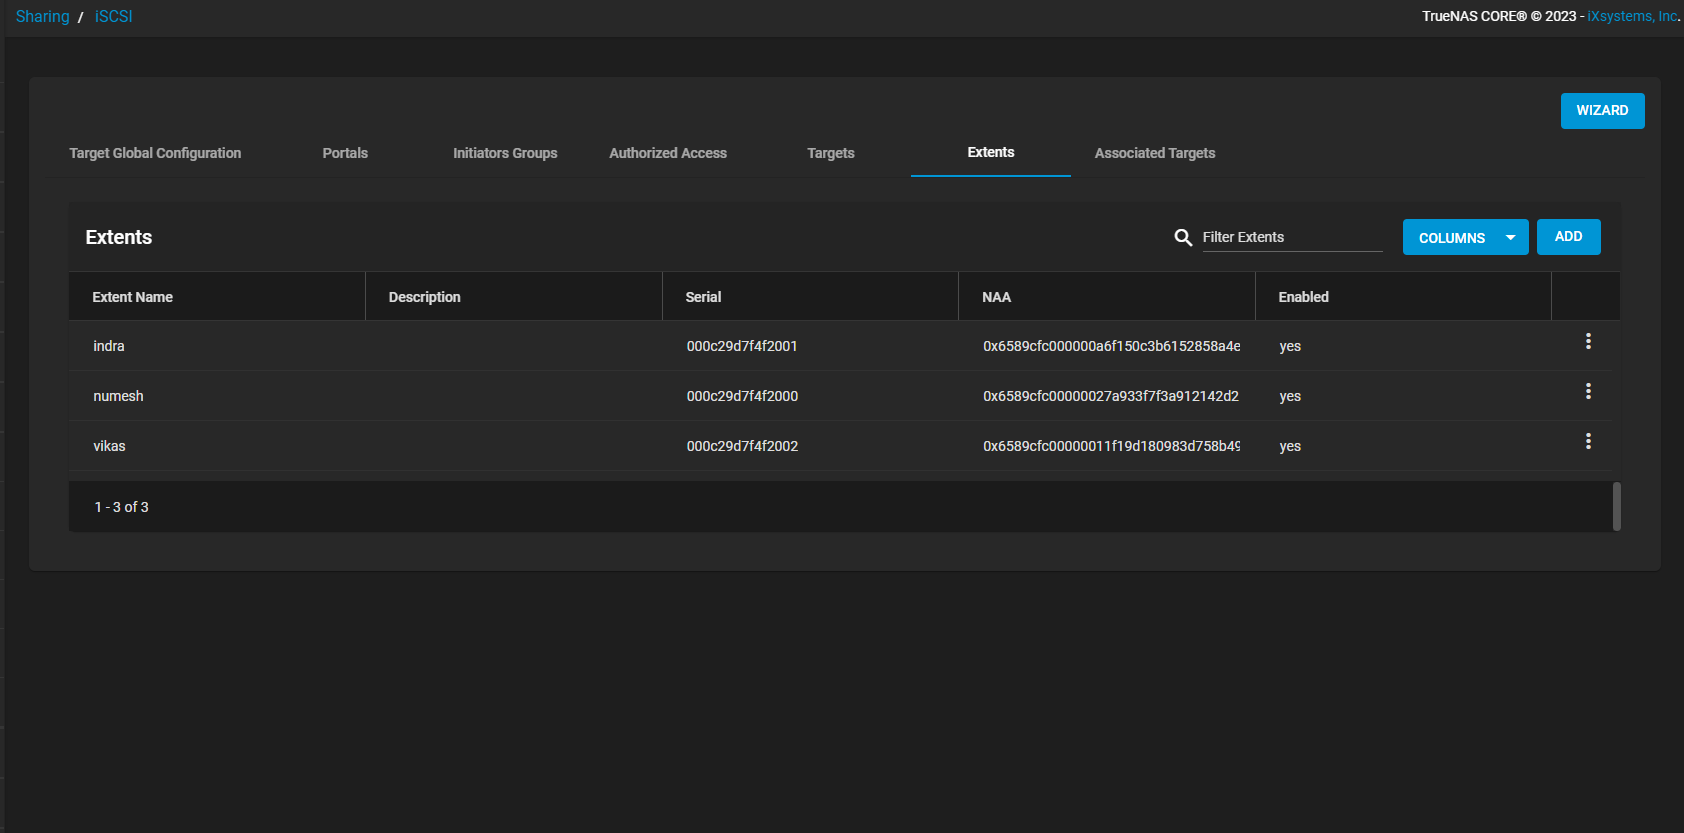 Sharing / iSCSI
TrueNAS CORE® © 2023 - iXsystems, Inc.
WIZARD
Target Global Configuration Portals Initiators Groups Authorized Access Targets Extents Associated Targets
Extents Filter Extents COLUMNS ADD
Extent Name Description Serial NAA Enabled
indra 000c29d7f4f2001 0x6589cfc000000a6f150c3b6152858a4e yes
numesh 000c29d7f4f2000 0x6589cfc00000027a933f7f3a912142d2 yes
vikas 000c29d7f4f2002 0x6589cfc00000011f19d180983d758b49 yes
1 - 3 of 3